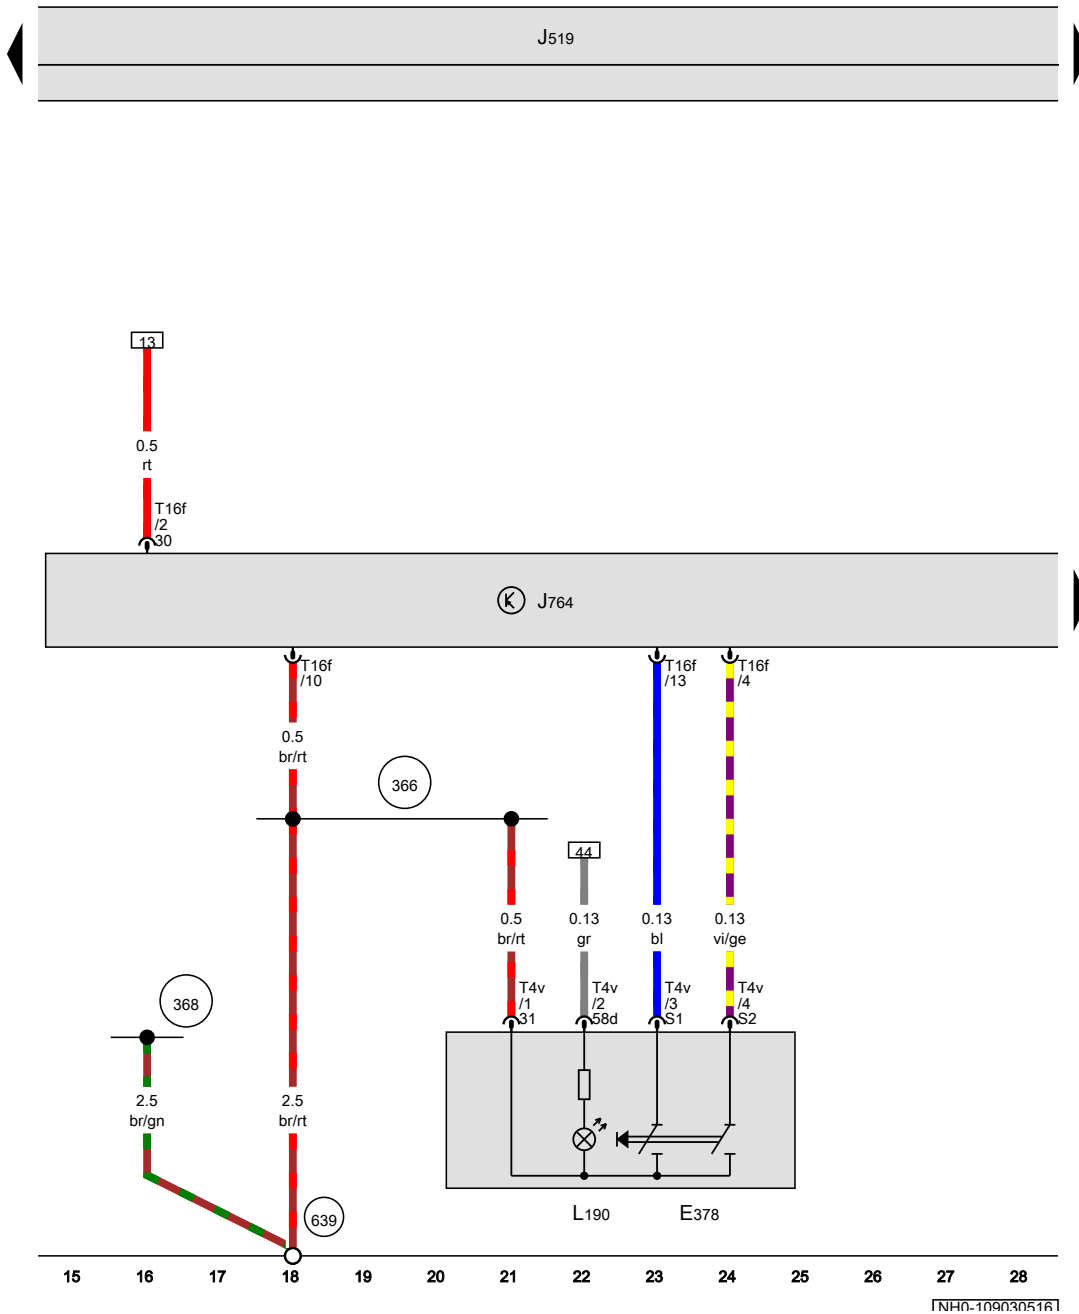 J519
13
0.5
rt
T16f
/2
30
J764
T16f
/10
T16f
/13
T16f
/4
0.5
br/rt
366
44
0.5
br/rt
0.13
gr
0.13
bl
0.13
vi/ge
T4v
/1
31
T4v
/2
58d
T4v
/3
S1
T4v
/4
S2
368
2.5
br/gn
2.5
br/rt
639
L190
E378
15 16 17 18 19 20 21 22 23 24 25 26 27 28
NH0-109030516